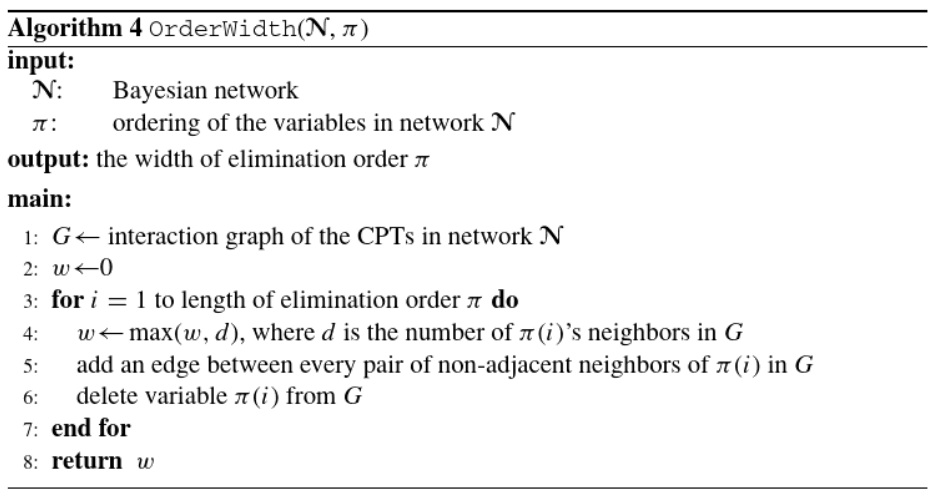 Algorithm 4 OrderWidth(𝒩, π)
input:
𝒩: Bayesian network
π: ordering of the variables in network 𝒩
output: the width of elimination order π
main:
1: G ← interaction graph of the CPTs in network 𝒩
2: w ← 0
3: for i = 1 to length of elimination order π do
4: w ← max(w, d), where d is the number of π(i)'s neighbors in G
5: add an edge between every pair of non-adjacent neighbors of π(i) in G
6: delete variable π(i) from G
7: end for
8: return w